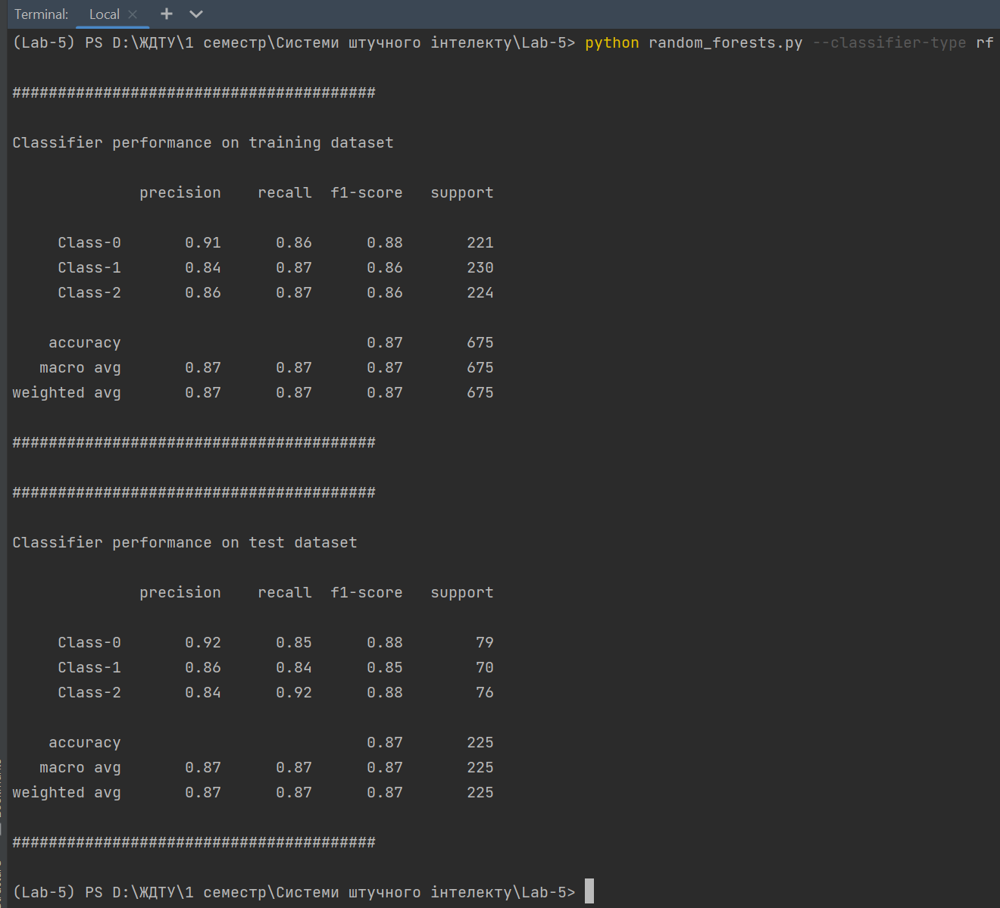 Terminal: Local
(Lab-5) PS D:\ЖДТУ\1 семестр\Системи штучного інтелекту\Lab-5> python random_forests.py --classifier-type rf
########################################
Classifier performance on training dataset
precision recall f1-score support
Class-0 0.91 0.86 0.88 221
Class-1 0.84 0.87 0.86 230
Class-2 0.86 0.87 0.86 224
accuracy 0.87 675
macro avg 0.87 0.87 0.87 675
weighted avg 0.87 0.87 0.87 675
########################################
########################################
Classifier performance on test dataset
precision recall f1-score support
Class-0 0.92 0.85 0.88 79
Class-1 0.86 0.84 0.85 70
Class-2 0.84 0.92 0.88 76
accuracy 0.87 225
macro avg 0.87 0.87 0.87 225
weighted avg 0.87 0.87 0.87 225
########################################
(Lab-5) PS D:\ЖДТУ\1 семестр\Системи штучного інтелекту\Lab-5>